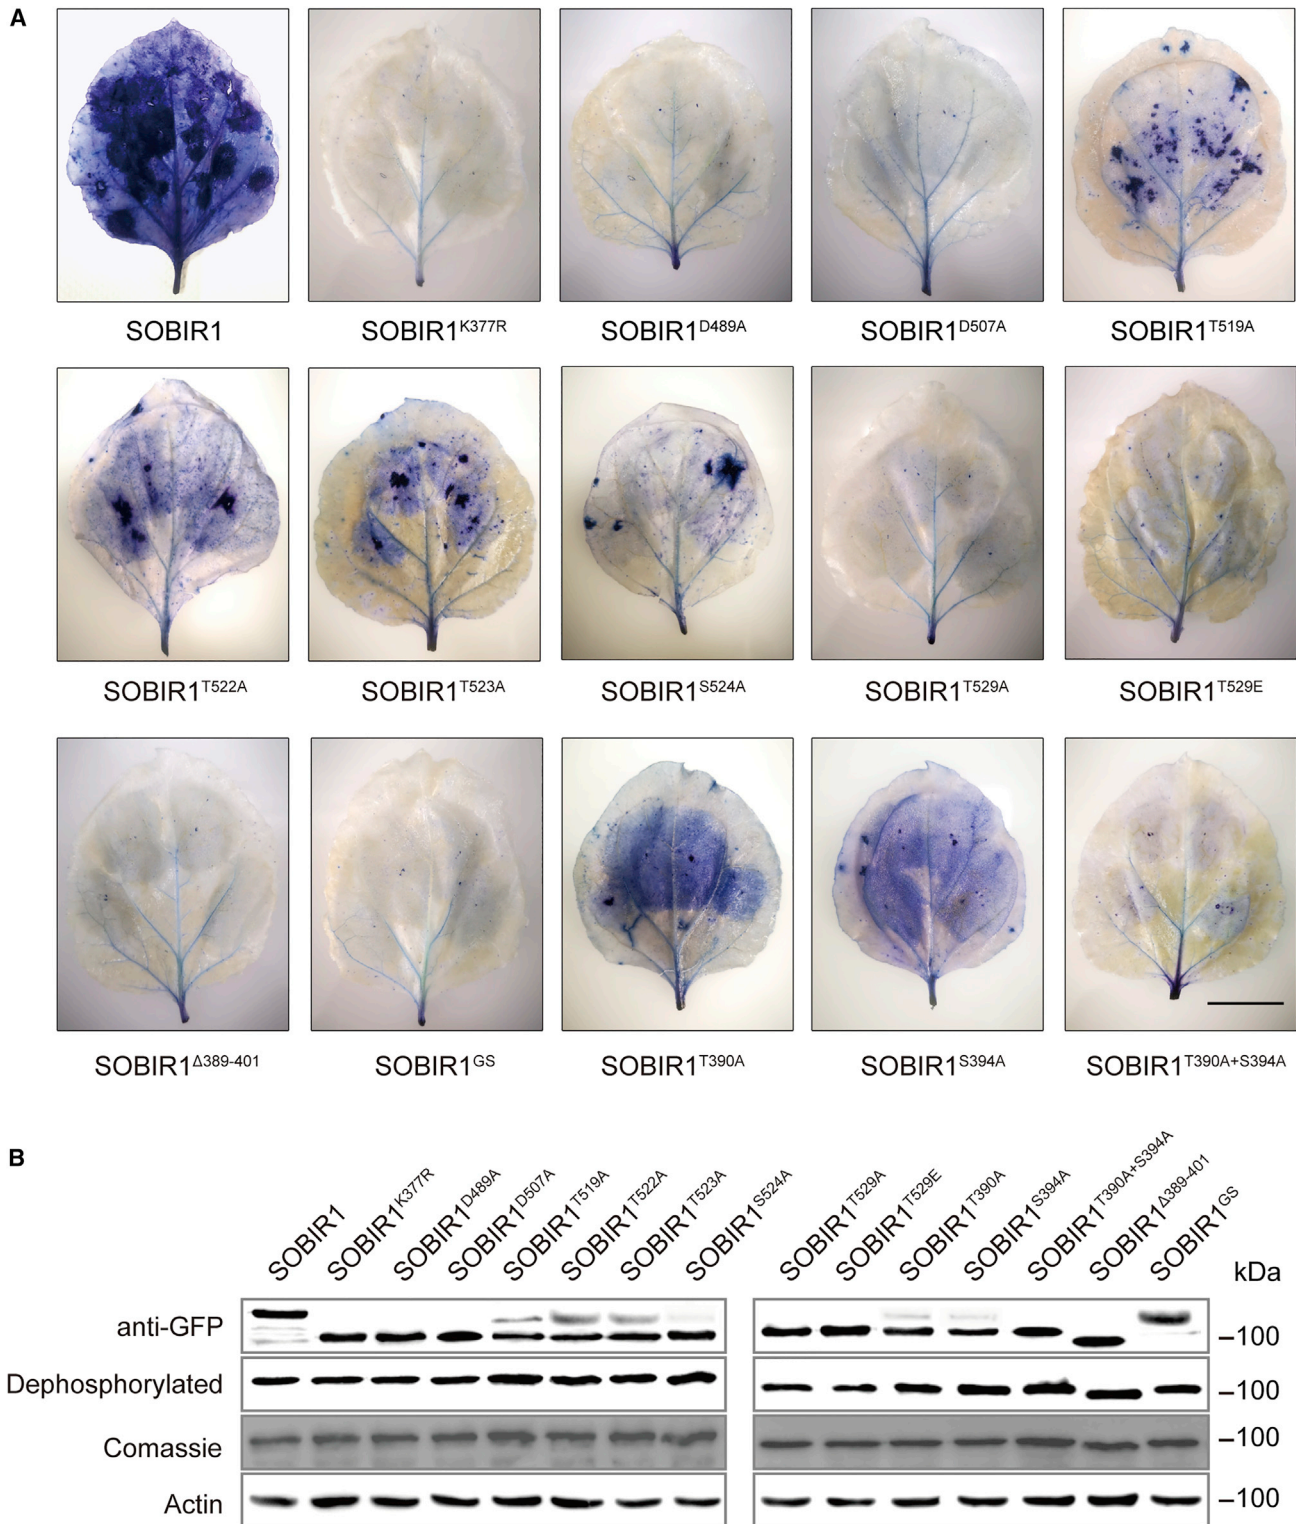 A
SOBIR1 SOBIR1K377R SOBIR1D489A SOBIR1D507A SOBIR1T519A
SOBIR1T522A SOBIR1T523A SOBIR1S524A SOBIR1T529A SOBIR1T529E
SOBIR1Δ389-401 SOBIR1GS SOBIR1T390A SOBIR1S394A SOBIR1T390A+S394A
B
SOBIR1 SOBIR1K377R SOBIR1D489A SOBIR1D507A SOBIR1T519A SOBIR1T522A SOBIR1T523A SOBIR1S524A SOBIR1T529A SOBIR1T529E SOBIR1T390A SOBIR1S394A SOBIR1T390A+S394A SOBIR1Δ389-401 SOBIR1GS
kDa
anti-GFP –100
Dephosphorylated –100
Comassie –100
Actin –100